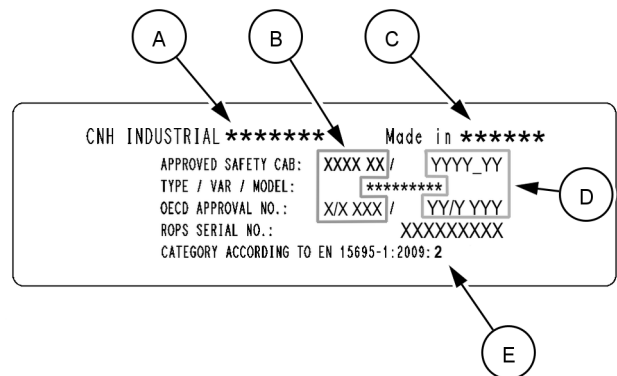 A B C
CNH INDUSTRIAL ******* Made in ******
APPROVED SAFETY CAB: XXXX XX / YYYY_YY
TYPE / VAR / MODEL: *********
D
OECD APPROVAL NO.: X/X XXX / YY/Y YYY
ROPS SERIAL NO.: XXXXXXXXX
CATEGORY ACCORDING TO EN 15695-1:2009: 2
E